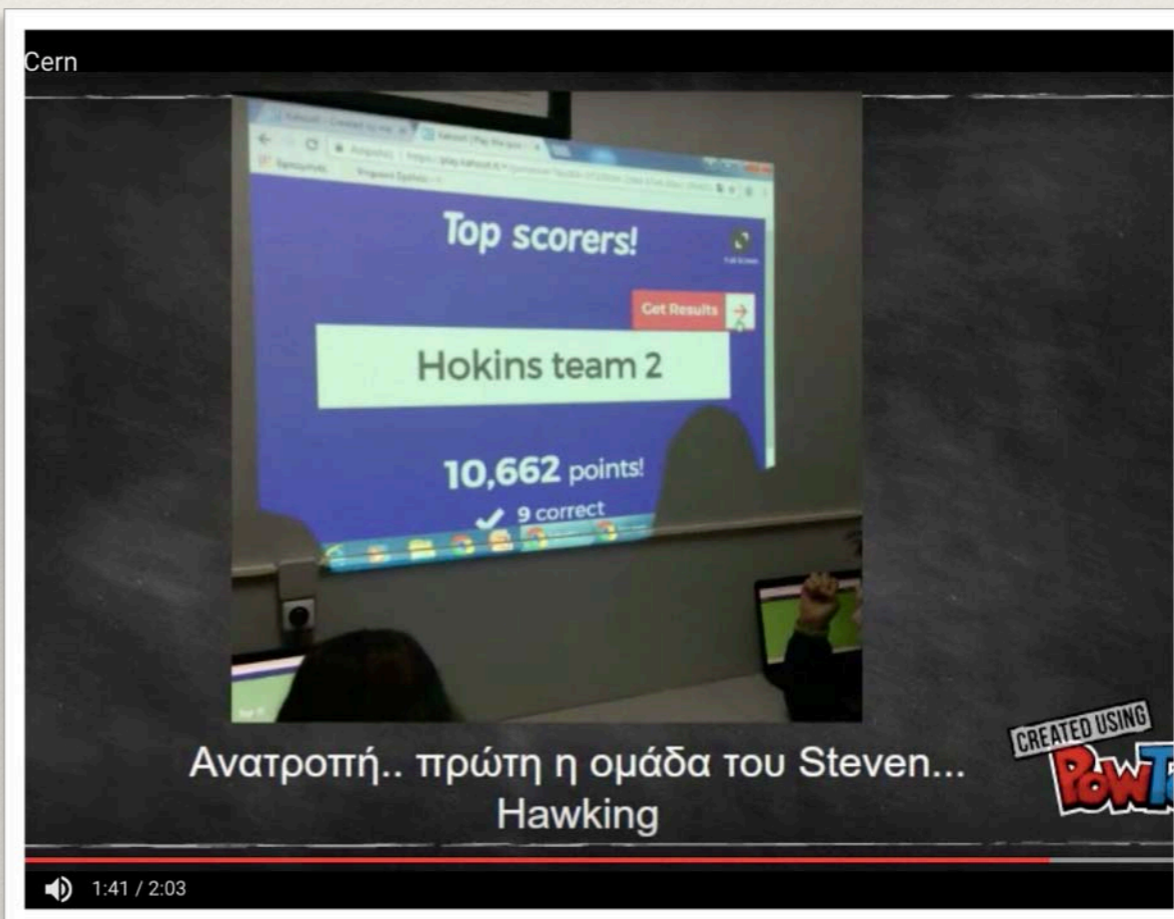 Cern
Top scorers!
Get Results
Hokins team 2
10,662 points!
9 correct
Ανατροπή.. πρώτη η ομάδα του Steven...
Hawking
CREATED USING
1:41 / 2:03